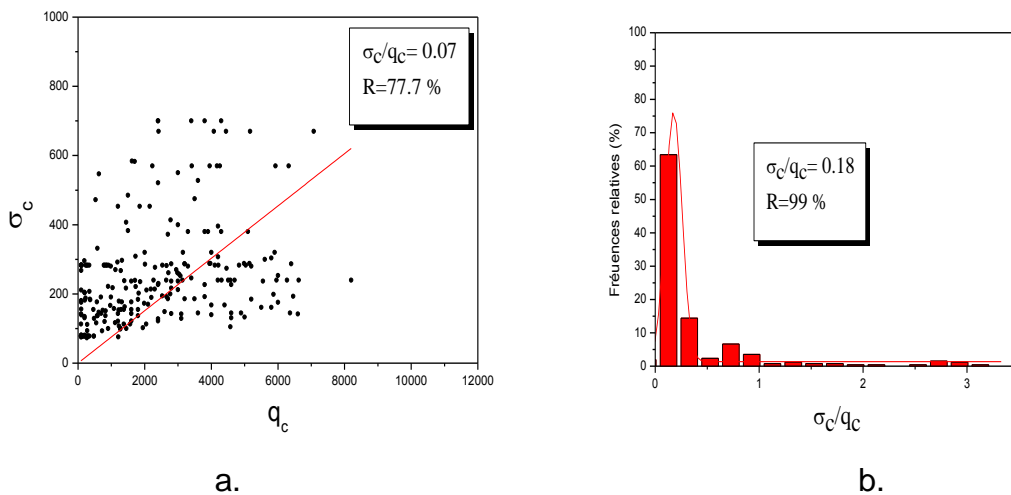 1000
800
600
400
200
0
σc
σc/qc= 0.07
R=77.7 %
0 2000 4000 6000 8000 10000 12000
qc
a.
100
90
80
70
60
50
40
30
20
10
0
Fréuences relatives (%)
σc/qc= 0.18
R=99 %
0 1 2 3
σc/qc
b.